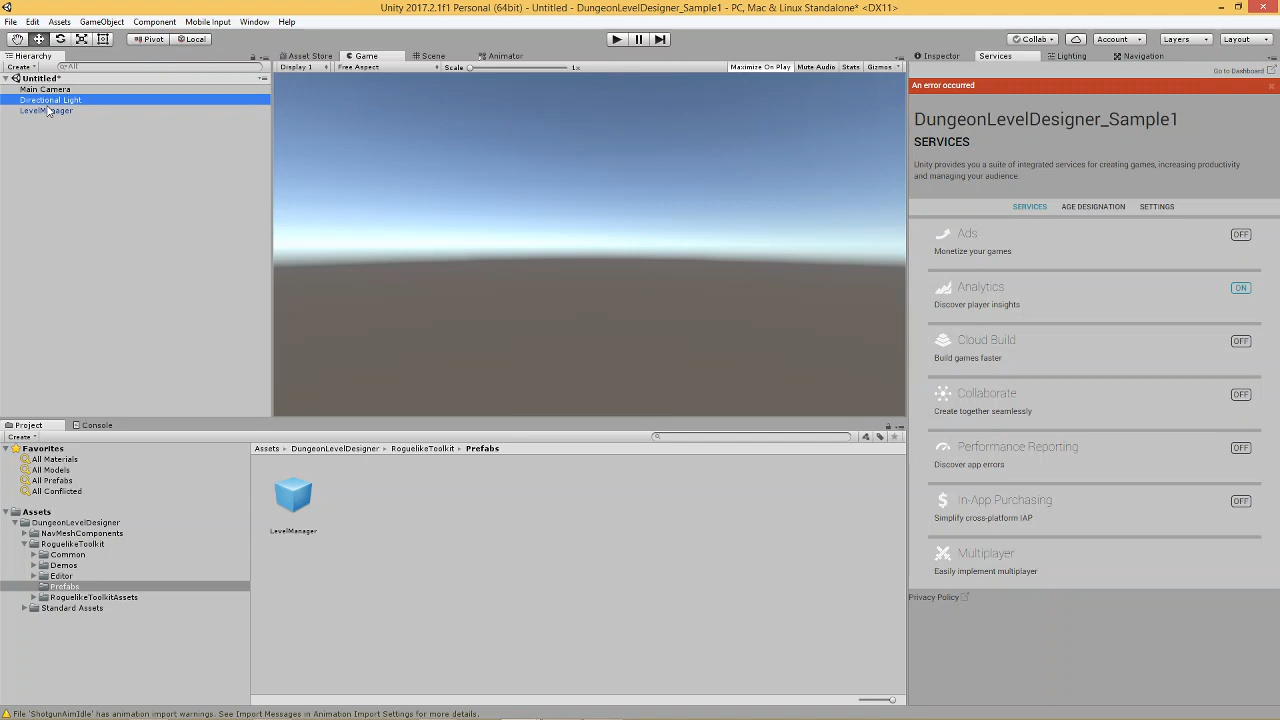 Unity 2017.2.1f1 Personal (64bit) - Untitled - DungeonLevelDesigner_Sample1 - PC, Mac & Linux Standalone* <DX11>
File Edit Assets GameObject Component Mobile Input Window Help
Pivot Local Collab Account Layers Layout
Hierarchy Asset Store Game Scene Animator Inspector Services Lighting Navigation
Create All Display 1 Free Aspect Scale 1x Maximize On Play Mute Audio Stats Gizmos Go to Dashboard
Untitled*
An error occurred
Main Camera
Directional Light
LevelManager
DungeonLevelDesigner_Sample1
SERVICES
Unity provides you a suite of integrated services for creating games, increasing productivity
and managing your audience.
SERVICES AGE DESIGNATION SETTINGS
Ads OFF
Monetize your games
Analytics ON
Discover player insights
Cloud Build OFF
Build games faster
Collaborate OFF
Create together seamlessly
Performance Reporting OFF
Discover app errors
In-App Purchasing OFF
Simplify cross-platform IAP
Multiplayer
Easily implement multiplayer
Privacy Policy
Project Console
Create
Favorites
All Materials
All Models
All Prefabs
All Conflicted
Assets
DungeonLevelDesigner
NavMeshComponents
RoguelikeToolkit
Common
Demos
Editor
Prefabs
RoguelikeToolkitAssets
Standard Assets
Assets DungeonLevelDesigner RoguelikeToolkit Prefabs
LevelManager
File 'ShotgunAimIdle' has animation import warnings. See Import Messages in Animation Import Settings for more details.